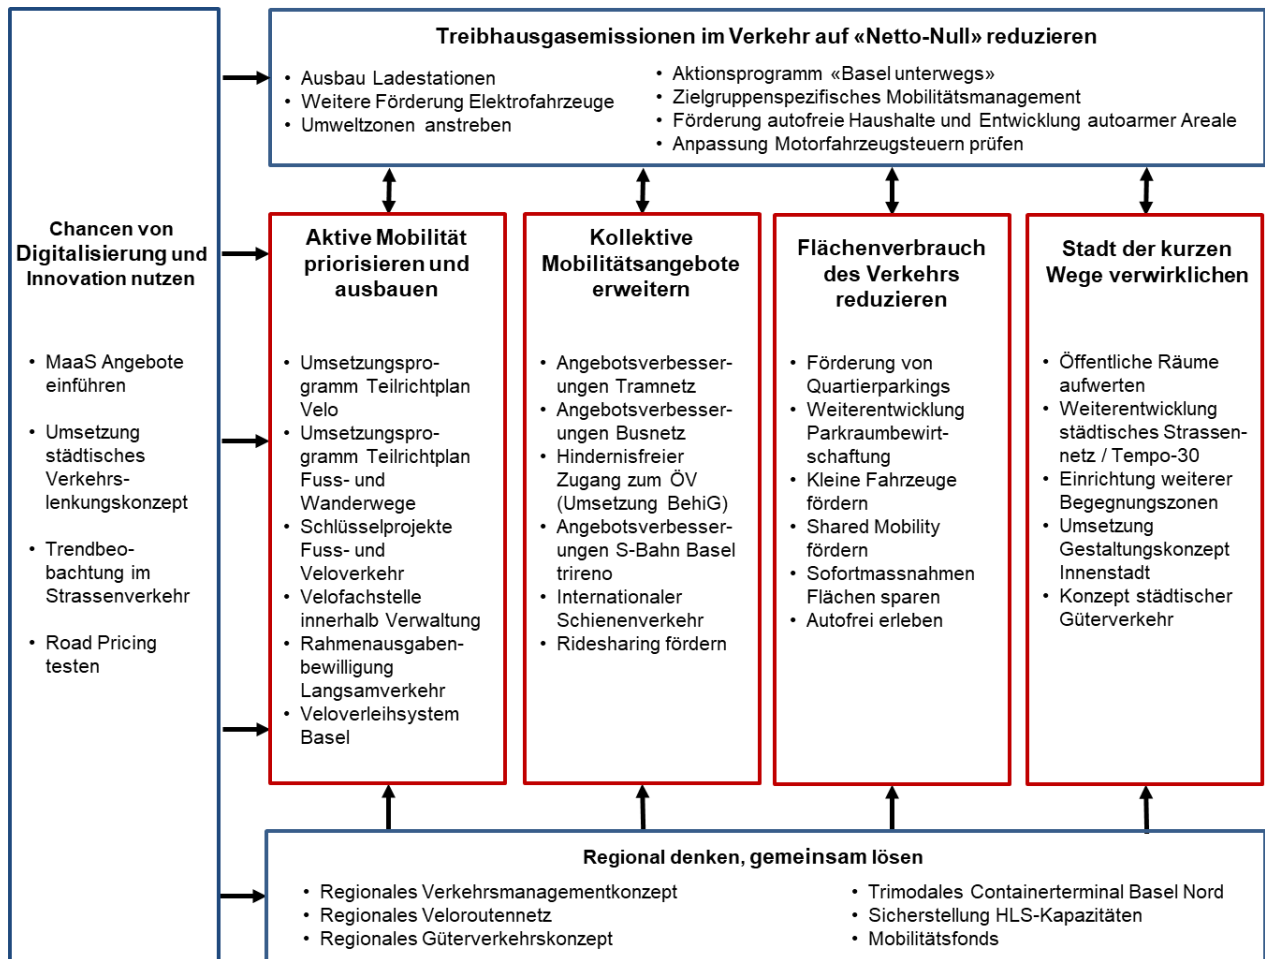 Treibhausgasemissionen im Verkehr auf «Netto-Null» reduzieren
• Ausbau Ladestationen
• Weitere Förderung Elektrofahrzeuge
• Umweltzonen anstreben
• Aktionsprogramm «Basel unterwegs»
• Zielgruppenspezifisches Mobilitätsmanagement
• Förderung autofreie Haushalte und Entwicklung autoarmer Areale
• Anpassung Motorfahrzeugsteuern prüfen
Chancen von
Digitalisierung und
Innovation nutzen
• MaaS Angebote
einführen
• Umsetzung
städtisches
Verkehrs-
lenkungskonzept
• Trendbeo-
bachtung im
Strassenverkehr
• Road Pricing
testen
Aktive Mobilität
priorisieren und
ausbauen
• Umsetzungspro-
gramm Teilrichtplan
Velo
• Umsetzungspro-
gramm Teilrichtplan
Fuss- und
Wanderwege
• Schlüsselprojekte
Fuss- und
Veloverkehr
• Velofachstelle
innerhalb Verwaltung
• Rahmenausgaben-
bewilligung
Langsamverkehr
• Veloverleihsystem
Basel
Kollektive
Mobilitätsangebote
erweitern
• Angebotsverbesser-
ungen Tramnetz
• Angebotsverbesser-
ungen Busnetz
• Hindernisfreier
Zugang zum ÖV
(Umsetzung BehiG)
• Angebotsverbesser-
ungen S-Bahn Basel
trireno
• Internationaler
Schienenverkehr
• Ridesharing fördern
Flächenverbrauch
des Verkehrs
reduzieren
• Förderung von
Quartierparkings
• Weiterentwicklung
Parkraumbewirt-
schaftung
• Kleine Fahrzeuge
fördern
• Shared Mobility
fördern
• Sofortmassnahmen
Flächen sparen
• Autofrei erleben
Stadt der kurzen
Wege verwirklichen
• Öffentliche Räume
aufwerten
• Weiterentwicklung
städtisches Strassen-
netz / Tempo-30
• Einrichtung weiterer
Begegnungszonen
• Umsetzung
Gestaltungskonzept
Innenstadt
• Konzept städtischer
Güterverkehr
Regional denken, gemeinsam lösen
• Regionales Verkehrsmanagementkonzept
• Regionales Veloroutennetz
• Regionales Güterverkehrskonzept
• Trimodales Containerterminal Basel Nord
• Sicherstellung HLS-Kapazitäten
• Mobilitätsfonds